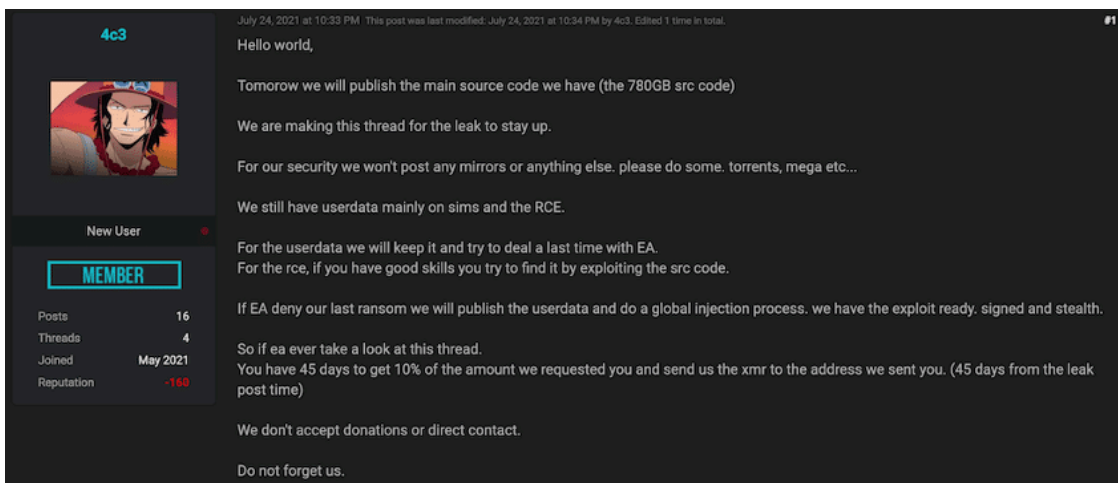 July 24, 2021 at 10:33 PM This post was last modified: July 24, 2021 at 10:34 PM by 4c3. Edited 1 time in total.
#1
4c3
New User
MEMBER
Posts 16
Threads 4
Joined May 2021
Reputation -160
Hello world,
Tomorow we will publish the main source code we have (the 780GB src code)
We are making this thread for the leak to stay up.
For our security we won't post any mirrors or anything else. please do some. torrents, mega etc...
We still have userdata mainly on sims and the RCE.
For the userdata we will keep it and try to deal a last time with EA.
For the rce, if you have good skills you try to find it by exploiting the src code.
If EA deny our last ransom we will publish the userdata and do a global injection process. we have the exploit ready. signed and stealth.
So if ea ever take a look at this thread.
You have 45 days to get 10% of the amount we requested you and send us the xmr to the address we sent you. (45 days from the leak
post time)
We don't accept donations or direct contact.
Do not forget us.